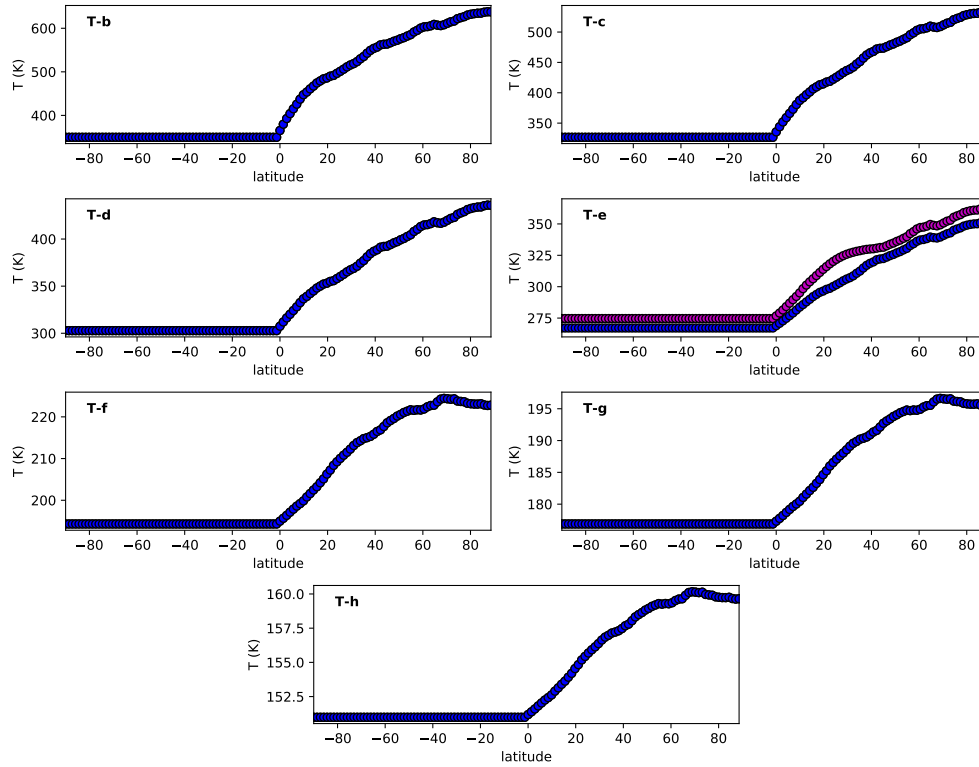 T-b
T (K)
600
500
400
−80 −60 −40 −20 0 20 40 60 80
latitude
T-c
T (K)
500
450
400
350
−80 −60 −40 −20 0 20 40 60 80
latitude
T-d
T (K)
400
350
300
−80 −60 −40 −20 0 20 40 60 80
latitude
T-e
T (K)
350
325
300
275
−80 −60 −40 −20 0 20 40 60 80
latitude
T-f
T (K)
220
210
200
−80 −60 −40 −20 0 20 40 60 80
latitude
T-g
T (K)
195
190
185
180
−80 −60 −40 −20 0 20 40 60 80
latitude
T-h
T (K)
160.0
157.5
155.0
152.5
−80 −60 −40 −20 0 20 40 60 80
latitude